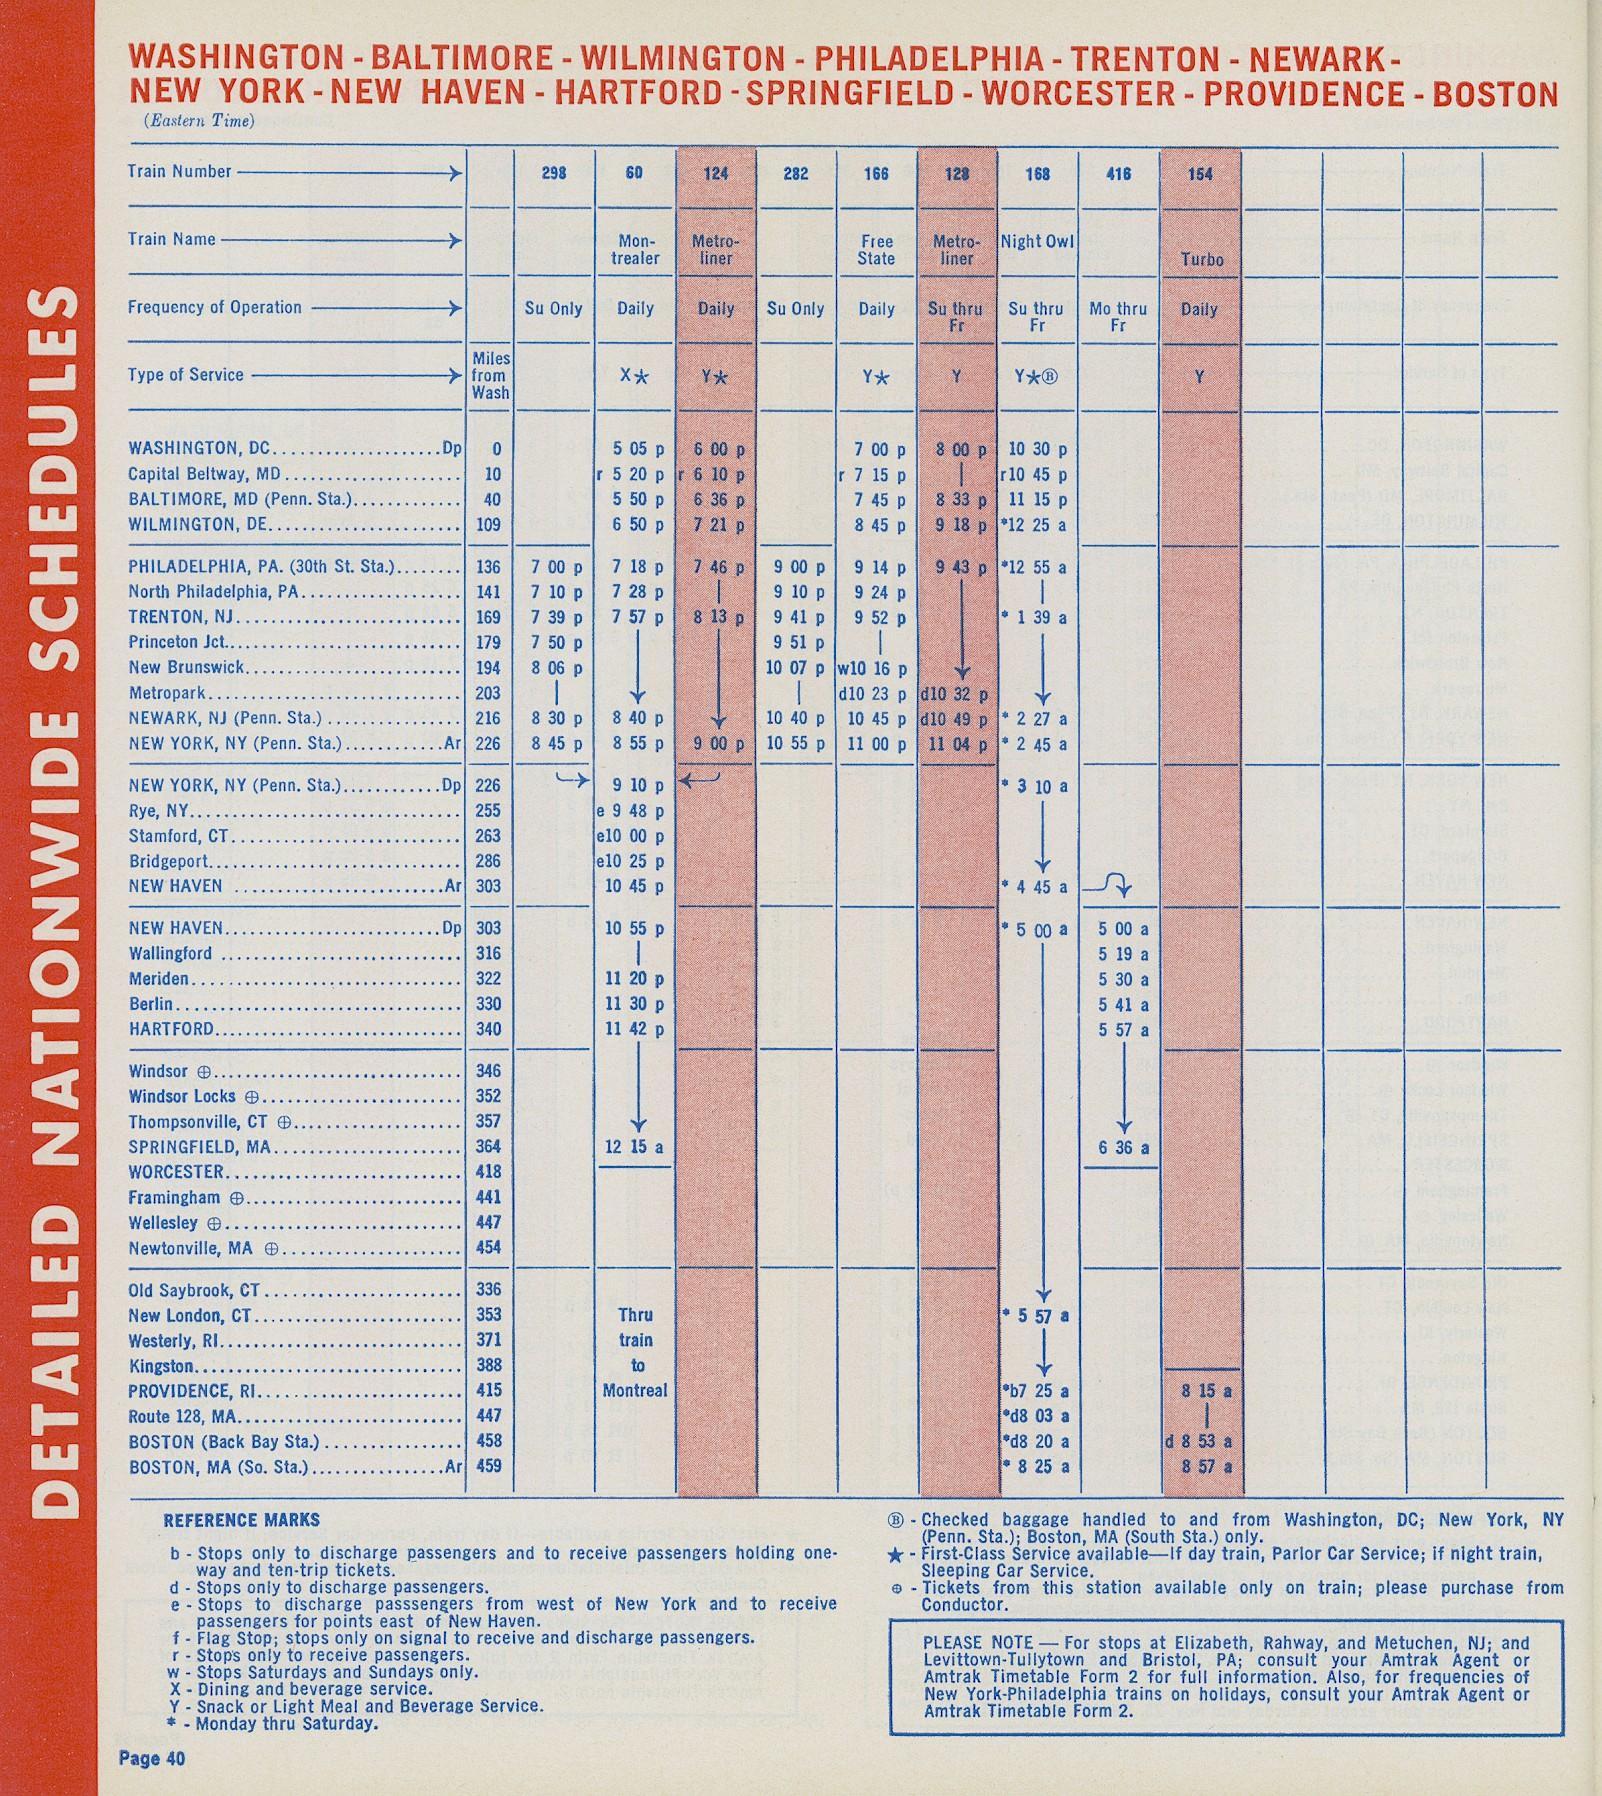 DETAILED NATIONWIDE SCHEDULES
WASHINGTON - BALTIMORE - WILMINGTON - PHILADELPHIA - TRENTON - NEWARK -
NEW YORK - NEW HAVEN - HARTFORD - SPRINGFIELD - WORCESTER - PROVIDENCE - BOSTON
(Eastern Time)
Train Number 298 60 124 282 166 128 168 416 154
Train Name Mon-trealer Metro-liner Free State Metro-liner Night Owl Turbo
Frequency of Operation Su Only Daily Daily Su Only Daily Su thru Fr Su thru Fr Mo thru Fr Daily
Type of Service Miles from Wash X★ Y★ Y★ Y Y★Ⓑ Y
WASHINGTON, DC....................Dp 0 5 05 p 6 00 p 7 00 p 8 00 p 10 30 p
Capital Beltway, MD.................... 10 r 5 20 p r 6 10 p r 7 15 p r10 45 p
BALTIMORE, MD (Penn. Sta.)............ 40 5 50 p 6 36 p 7 45 p 8 33 p 11 15 p
WILMINGTON, DE...................... 109 6 50 p 7 21 p 8 45 p 9 18 p *12 25 a
PHILADELPHIA, PA. (30th St. Sta.)........ 136 7 00 p 7 18 p 7 46 p 9 00 p 9 14 p 9 43 p *12 55 a
North Philadelphia, PA.................. 141 7 10 p 7 28 p 9 10 p 9 24 p
TRENTON, NJ.......................... 169 7 39 p 7 57 p 8 13 p 9 41 p 9 52 p * 1 39 a
Princeton Jct........................... 179 7 50 p 9 51 p
New Brunswick........................ 194 8 06 p 10 07 p w10 16 p
Metropark............................ 203 d10 23 p d10 32 p
NEWARK, NJ (Penn. Sta.) ............... 216 8 30 p 8 40 p 10 40 p 10 45 p d10 49 p * 2 27 a
NEW YORK, NY (Penn. Sta.)............Ar 226 8 45 p 8 55 p 9 00 p 10 55 p 11 00 p 11 04 p * 2 45 a
NEW YORK, NY (Penn. Sta.)............Dp 226 9 10 p * 3 10 a
Rye, NY............................... 255 e 9 48 p
Stamford, CT.......................... 263 e10 00 p
Bridgeport............................ 286 e10 25 p
NEW HAVEN .........................Ar 303 10 45 p * 4 45 a
NEW HAVEN.........................Dp 303 10 55 p * 5 00 a 5 00 a
Wallingford ........................... 316 5 19 a
Meriden.............................. 322 11 20 p 5 30 a
Berlin................................ 330 11 30 p 5 41 a
HARTFORD............................ 340 11 42 p 5 57 a
Windsor ⊕............................ 346
Windsor Locks ⊕...................... 352
Thompsonville, CT ⊕................... 357
SPRINGFIELD, MA...................... 364 12 15 a 6 36 a
WORCESTER........................... 418
Framingham ⊕......................... 441
Wellesley ⊕........................... 447
Newtonville, MA ⊕..................... 454
Old Saybrook, CT...................... 336
New London, CT....................... 353 Thru * 5 57 a
Westerly, RI........................... 371 train
Kingston.............................. 388 to
PROVIDENCE, RI....................... 415 Montreal *b7 25 a 8 15 a
Route 128, MA......................... 447 *d8 03 a
BOSTON (Back Bay Sta.) ............... 458 *d8 20 a d 8 53 a
BOSTON, MA (So. Sta.)................Ar 459 * 8 25 a 8 57 a
REFERENCE MARKS
b - Stops only to discharge passengers and to receive passengers holding one-
way and ten-trip tickets.
d - Stops only to discharge passengers.
e - Stops to discharge passsengers from west of New York and to receive
passengers for points east of New Haven.
f - Flag Stop; stops only on signal to receive and discharge passengers.
r - Stops only to receive passengers.
w - Stops Saturdays and Sundays only.
X - Dining and beverage service.
Y - Snack or Light Meal and Beverage Service.
* - Monday thru Saturday.
Ⓑ - Checked baggage handled to and from Washington, DC; New York, NY
(Penn. Sta.); Boston, MA (South Sta.) only.
★ - First-Class Service available—If day train, Parlor Car Service; if night train,
Sleeping Car Service.
⊕ - Tickets from this station available only on train; please purchase from
Conductor.
PLEASE NOTE — For stops at Elizabeth, Rahway, and Metuchen, NJ; and
Levittown-Tullytown and Bristol, PA; consult your Amtrak Agent or
Amtrak Timetable Form 2 for full information. Also, for frequencies of
New York-Philadelphia trains on holidays, consult your Amtrak Agent or
Amtrak Timetable Form 2.
Page 40